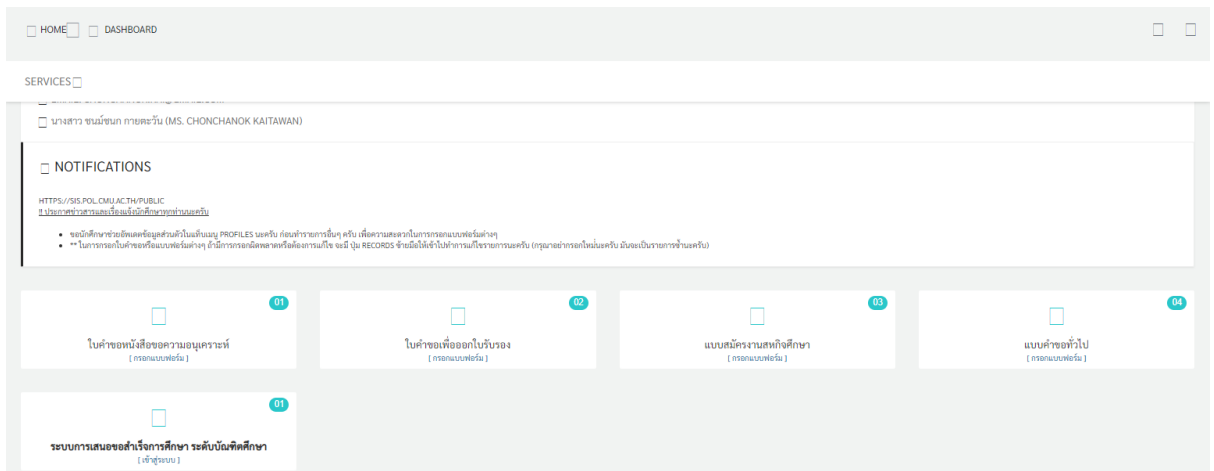 HOME DASHBOARD
SERVICES
นางสาว ชนม์ชนก กายตะวัน (MS. CHONCHANOK KAITAWAN)
NOTIFICATIONS
HTTPS://SIS.POL.CMU.AC.TH/PUBLIC
!! ประกาศข่าวสารและเรื่องแจ้งนักศึกษาทุกท่านนะครับ
ขอนักศึกษาช่วยอัพเดตข้อมูลส่วนตัวในแท็บเมนู PROFILES นะครับ ก่อนทำรายการอื่นๆ ครับ เพื่อความสะดวกในการกรอกแบบฟอร์มต่างๆ
** ในการกรอกใบคำขอหรือแบบฟอร์มต่างๆ ถ้ามีการกรอกผิดพลาดหรือต้องการแก้ไข จะมี ปุ่ม RECORDS ซ้ายมือให้เข้าไปทำการแก้ไขรายการนะครับ (กรุณาอย่ากรอกใหม่นะครับ มันจะเป็นรายการซ้ำนะครับ)
01 02 03 04
ใบคำขอหนังสือขอความอนุเคราะห์ ใบคำขอเพื่อออกใบรับรอง แบบสมัครงานสหกิจศึกษา แบบคำขอทั่วไป
[ กรอกแบบฟอร์ม ] [ กรอกแบบฟอร์ม ] [ กรอกแบบฟอร์ม ] [ กรอกแบบฟอร์ม ]
01
ระบบการเสนอขอสำเร็จการศึกษา ระดับบัณฑิตศึกษา
[ เข้าสู่ระบบ ]